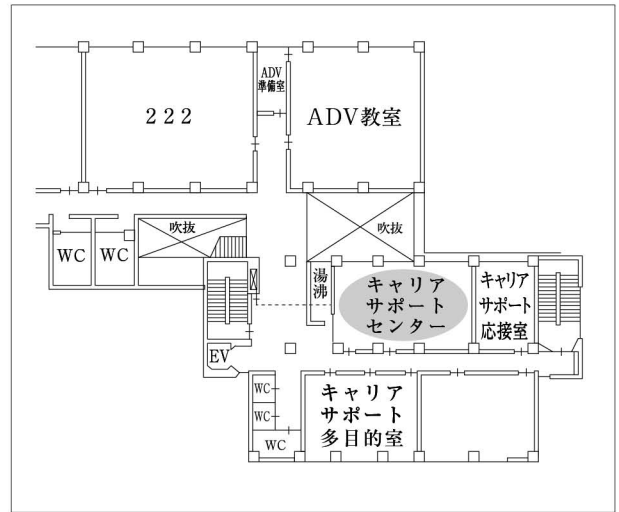 ADV
準備室
222
ADV教室
吹抜
吹抜
WC
WC
湯沸
キャリア
サポート
センター
キャリア
サポート
応接室
EV
WC
WC
WC
キャリア
サポート
多目的室